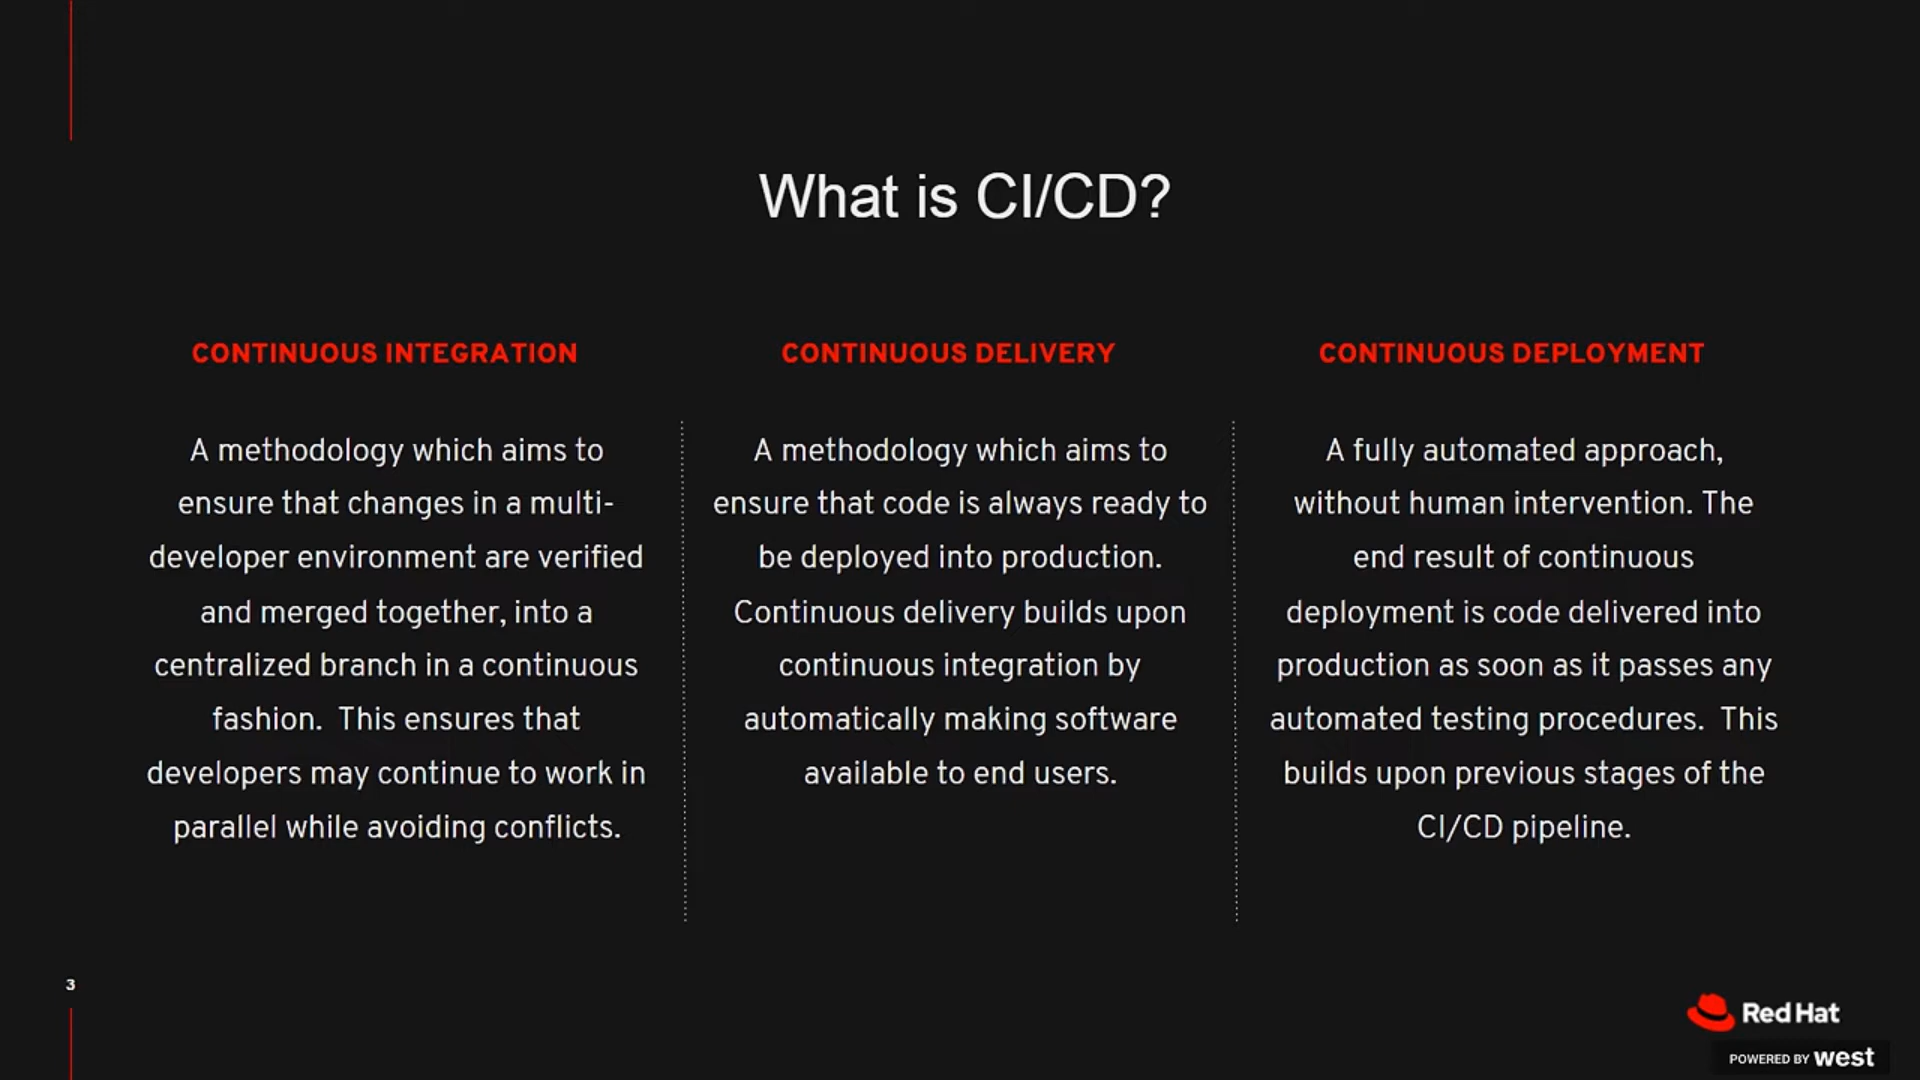 What is CI/CD?
CONTINUOUS INTEGRATION
A methodology which aims to
ensure that changes in a multi-
developer environment are verified
and merged together, into a
centralized branch in a continuous
fashion.  This ensures that
developers may continue to work in
parallel while avoiding conflicts.
CONTINUOUS DELIVERY
A methodology which aims to
ensure that code is always ready to
be deployed into production.
Continuous delivery builds upon
continuous integration by
automatically making software
available to end users.
CONTINUOUS DEPLOYMENT
A fully automated approach,
without human intervention. The
end result of continuous
deployment is code delivered into
production as soon as it passes any
automated testing procedures.  This
builds upon previous stages of the
CI/CD pipeline.
3
Red Hat
POWERED BY west